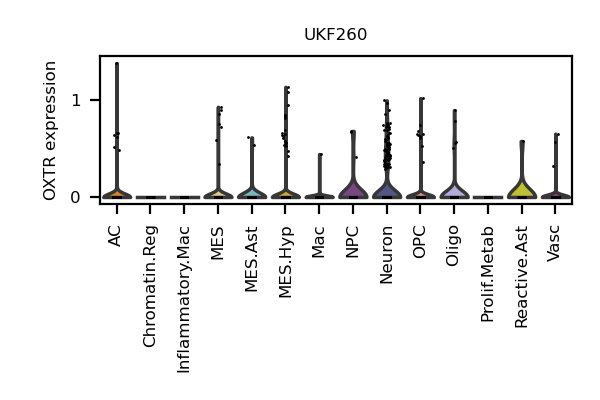 UKF260
OXTR expression
1
0
AC
Chromatin.Reg
Inflammatory.Mac
MES
MES.Ast
MES.Hyp
Mac
NPC
Neuron
OPC
Oligo
Prolif.Metab
Reactive.Ast
Vasc